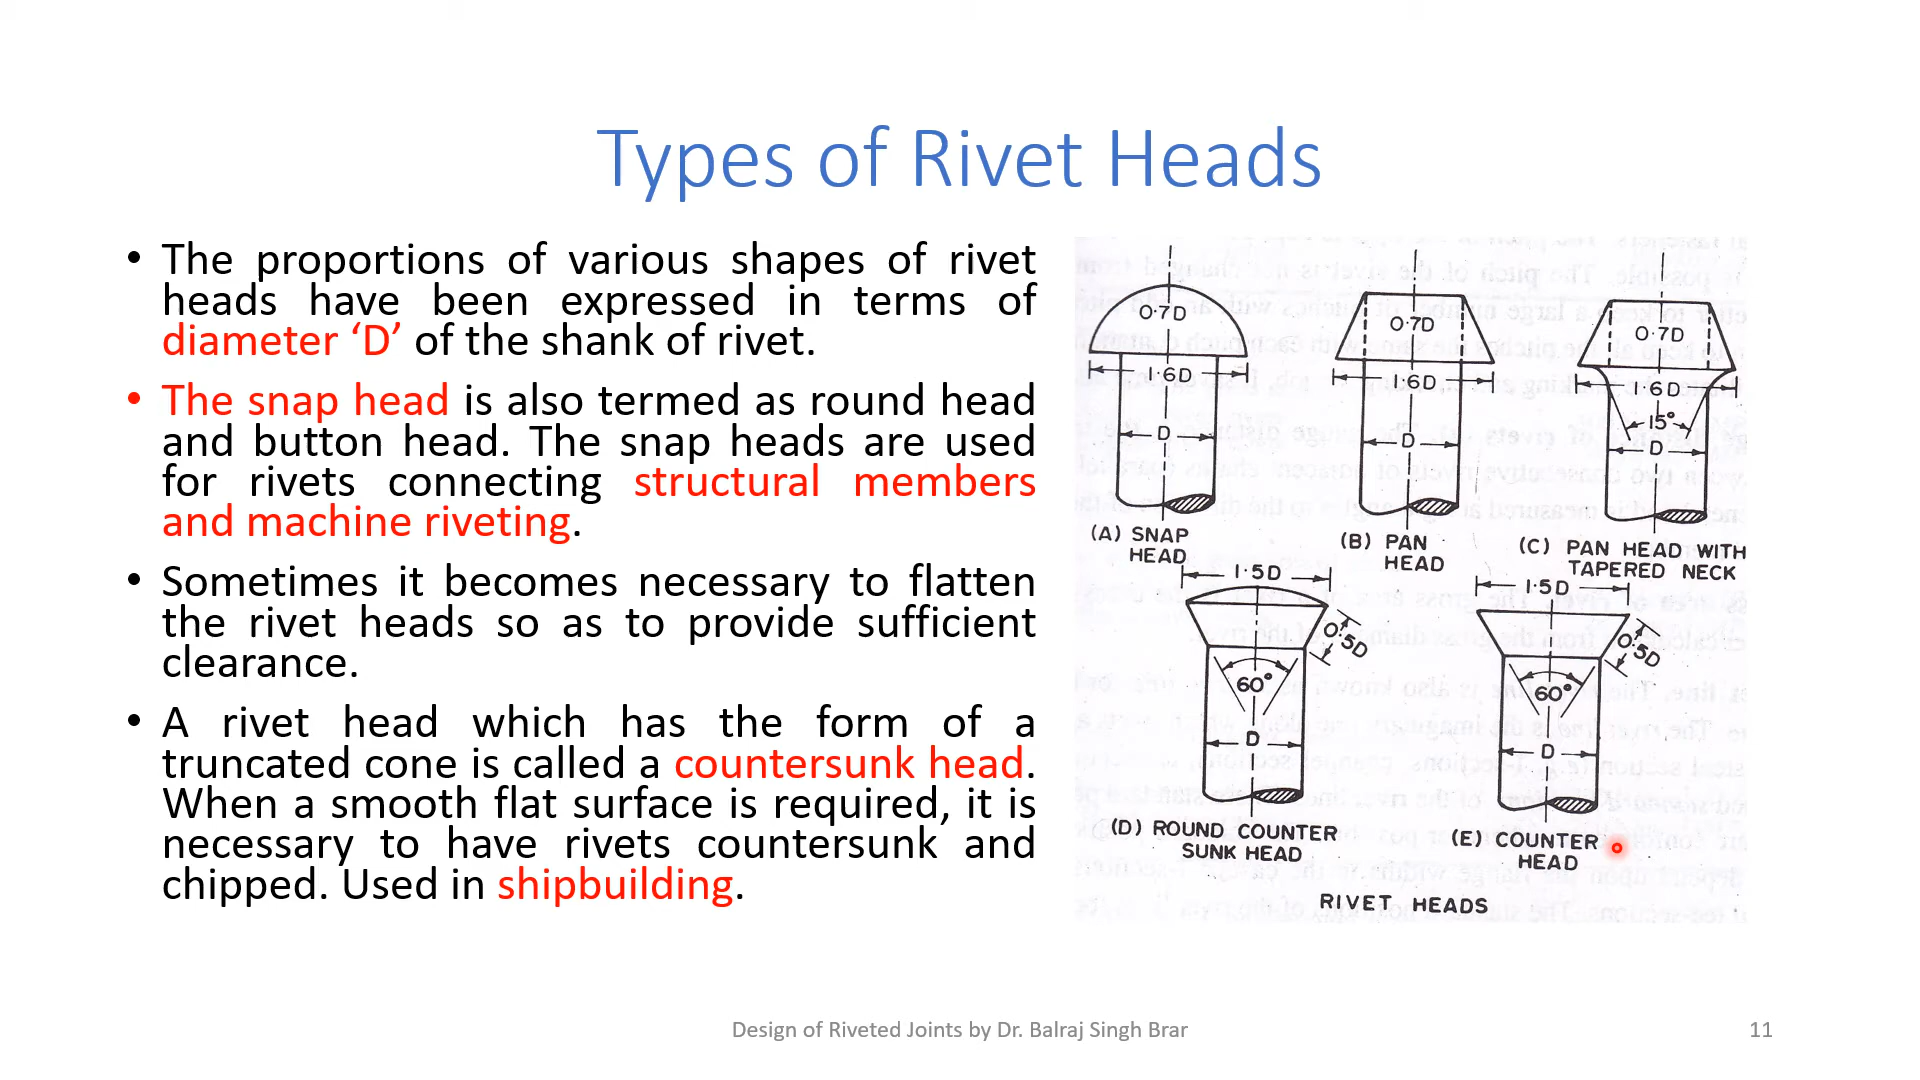 Types of Rivet Heads
• The proportions of various shapes of rivet
heads have been expressed in terms of
diameter ‘D’ of the shank of rivet.
• The snap head is also termed as round head
and button head. The snap heads are used
for rivets connecting structural members
and machine riveting.
• Sometimes it becomes necessary to flatten
the rivet heads so as to provide sufficient
clearance.
• A rivet head which has the form of a
truncated cone is called a countersunk head.
When a smooth flat surface is required, it is
necessary to have rivets countersunk and
chipped. Used in shipbuilding.
0·7D
1·6D
D
(A) SNAP
HEAD
0·7D
1·6D
D
(B) PAN
HEAD
0·7D
1·6D
15°
D
(C) PAN HEAD WITH
TAPERED NECK
1·5D
0·5D
60°
D
(D) ROUND COUNTER
SUNK HEAD
1·5D
0·5D
60°
D
(E) COUNTER
HEAD
RIVET HEADS
Design of Riveted Joints by Dr. Balraj Singh Brar
11